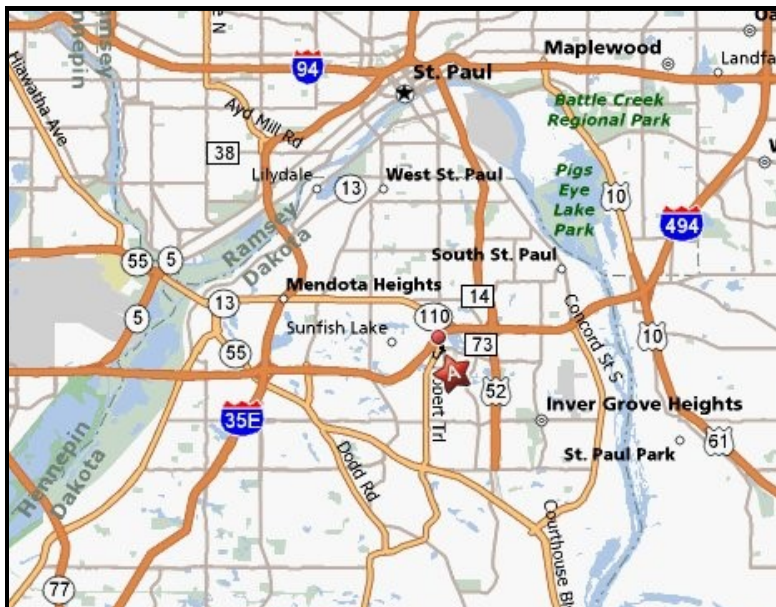 Hennepin
Ramsey
Hiawatha Ave
94
St. Paul
Maplewood
Landfa
Ayd Mill Rd
Battle Creek
Regional Park
38
Lilydale
13
West St. Paul
Pigs
Eye
Lake
Park
10
494
Ramsey
Dakota
55
5
South St. Paul
Mendota Heights
13
14
110
5
Sunfish Lake
73
Concord St S
10
55
A
52
35E
Inver Grove Heights
61
St. Paul Park
Hennepin
Dakota
Dodd Rd
Courthouse B
77